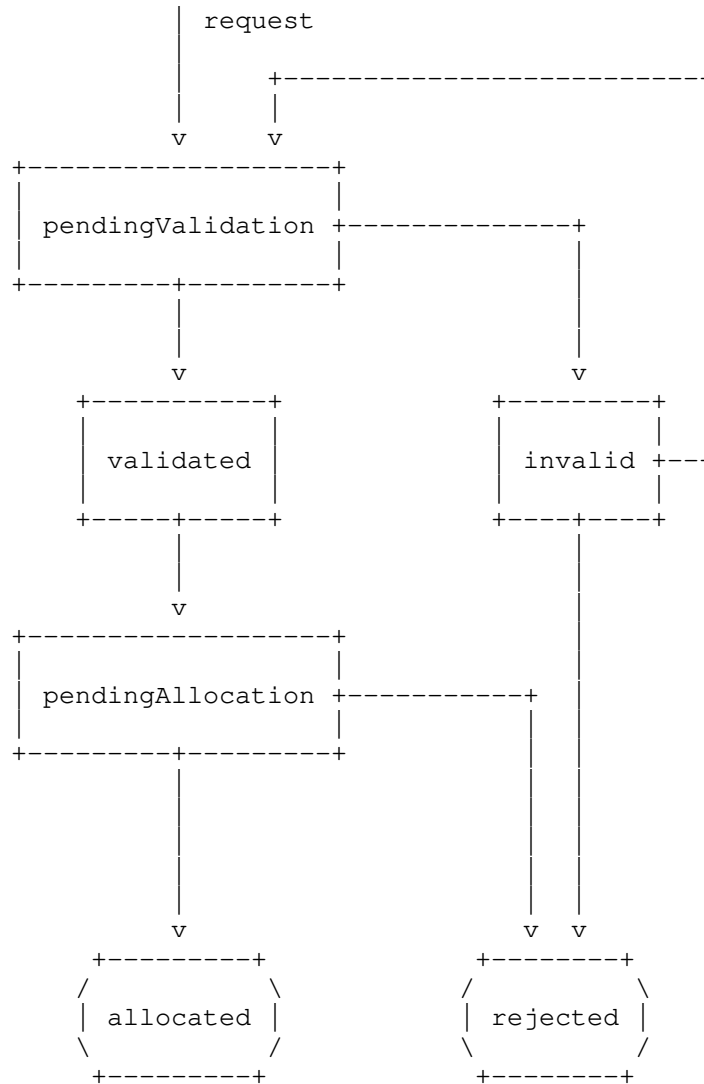 request
pendingValidation
validated
invalid
pendingAllocation
allocated
rejected